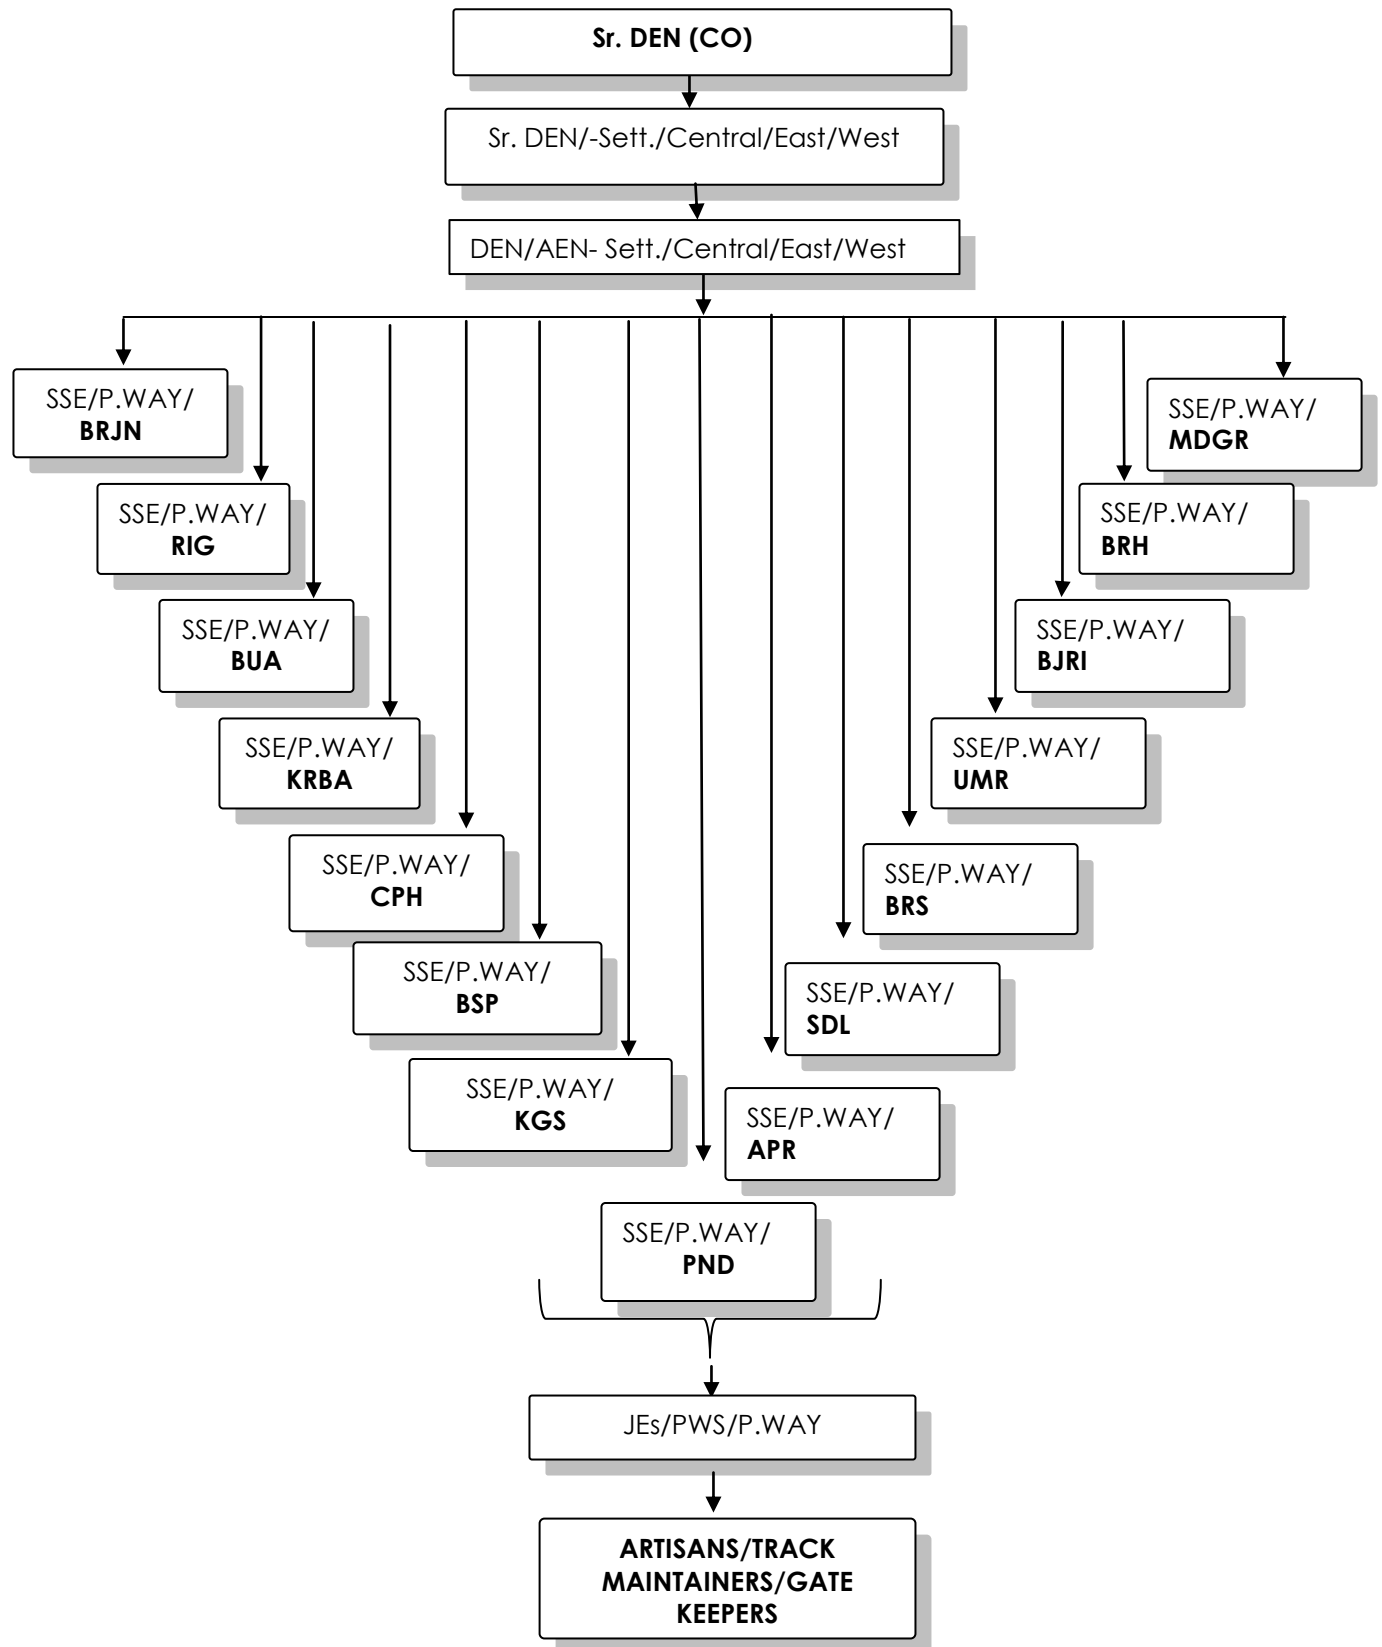 Sr. DEN (CO)
Sr. DEN/-Sett./Central/East/West
DEN/AEN- Sett./Central/East/West
SSE/P.WAY/
BRJN
SSE/P.WAY/
MDGR
SSE/P.WAY/
RIG
SSE/P.WAY/
BRH
SSE/P.WAY/
BUA
SSE/P.WAY/
BJRI
SSE/P.WAY/
KRBA
SSE/P.WAY/
UMR
SSE/P.WAY/
CPH
SSE/P.WAY/
BRS
SSE/P.WAY/
BSP
SSE/P.WAY/
SDL
SSE/P.WAY/
KGS
SSE/P.WAY/
APR
SSE/P.WAY/
PND
JEs/PWS/P.WAY
ARTISANS/TRACK
MAINTAINERS/GATE
KEEPERS